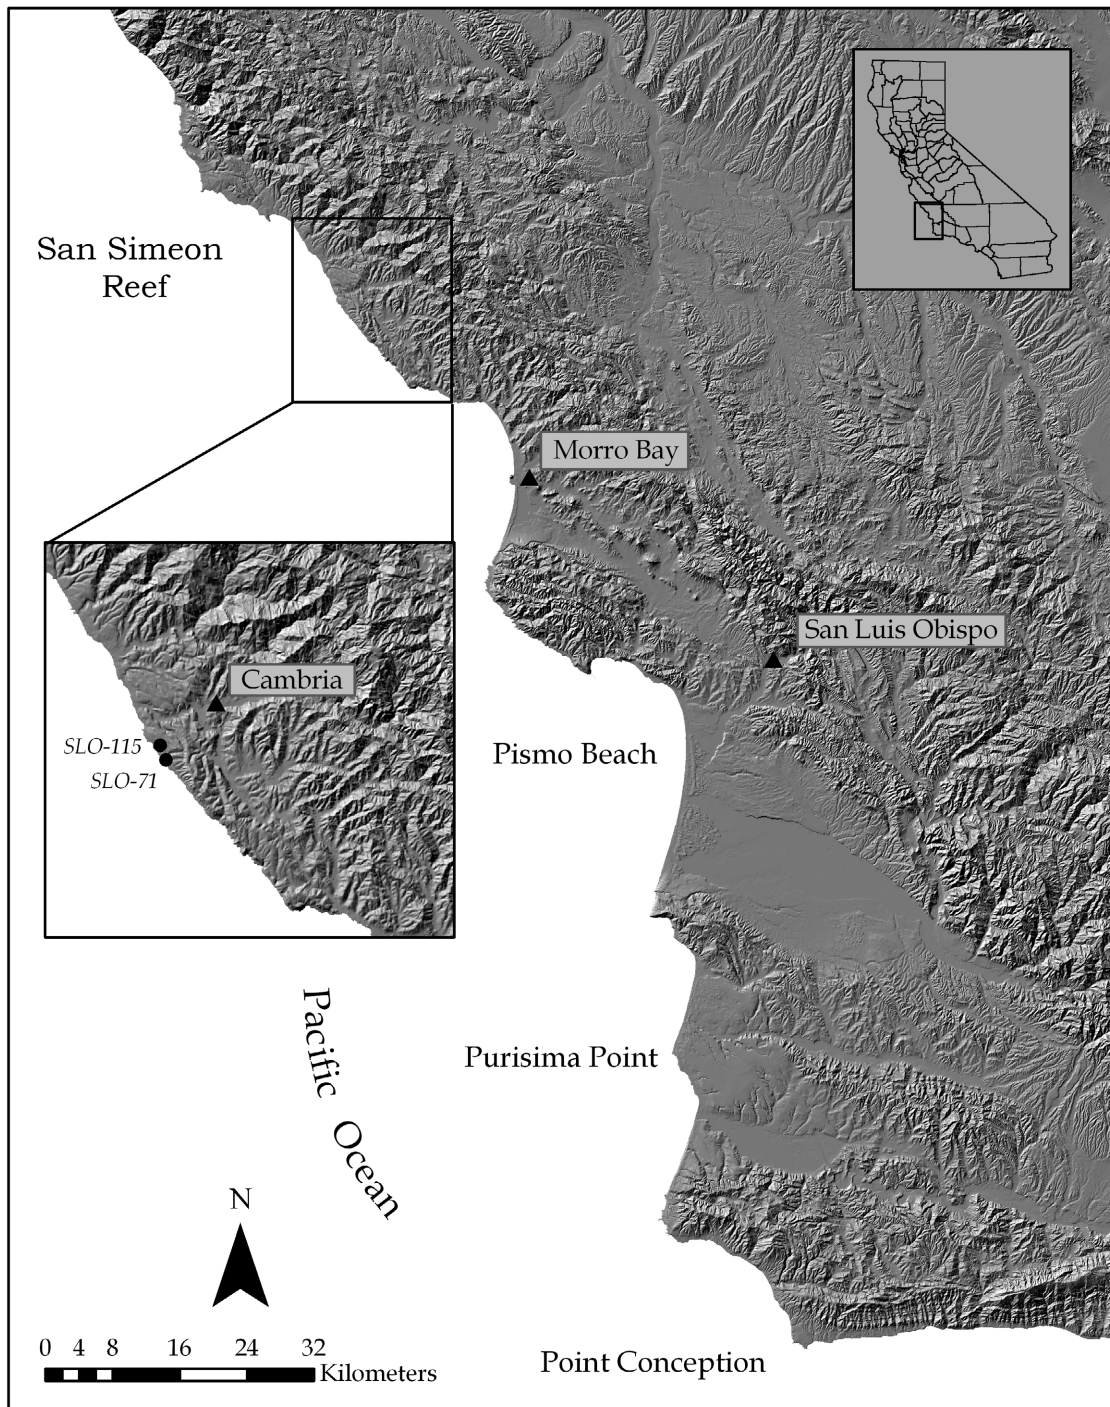 San Simeon
Reef
Morro Bay
San Luis Obispo
Cambria
SLO-115
SLO-71
Pismo Beach
Purisima Point
Pacific Ocean
N
0 4 8 16 24 32
Kilometers
Point Conception